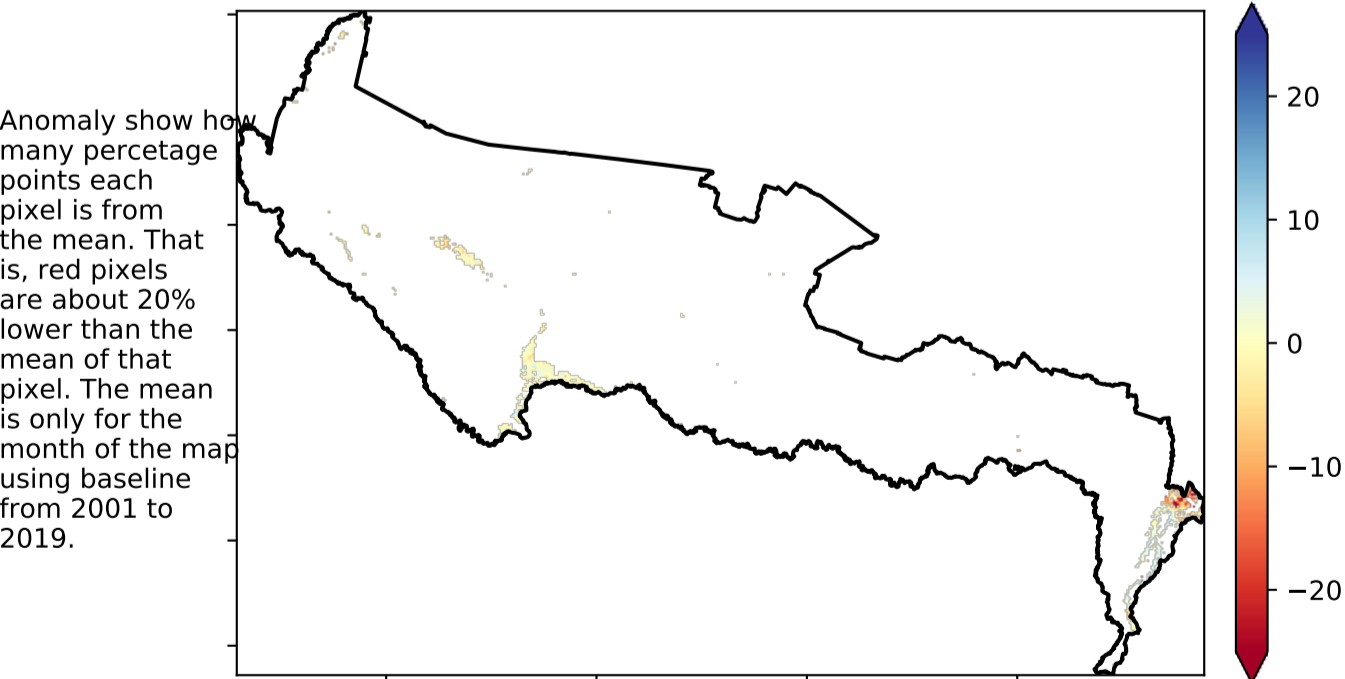 Anomaly show how
many percetage
points each
pixel is from
the mean. That
is, red pixels
are about 20%
lower than the
mean of that
pixel. The mean
is only for the
month of the map
using baseline
from 2001 to
2019.
20
10
0
−10
−20